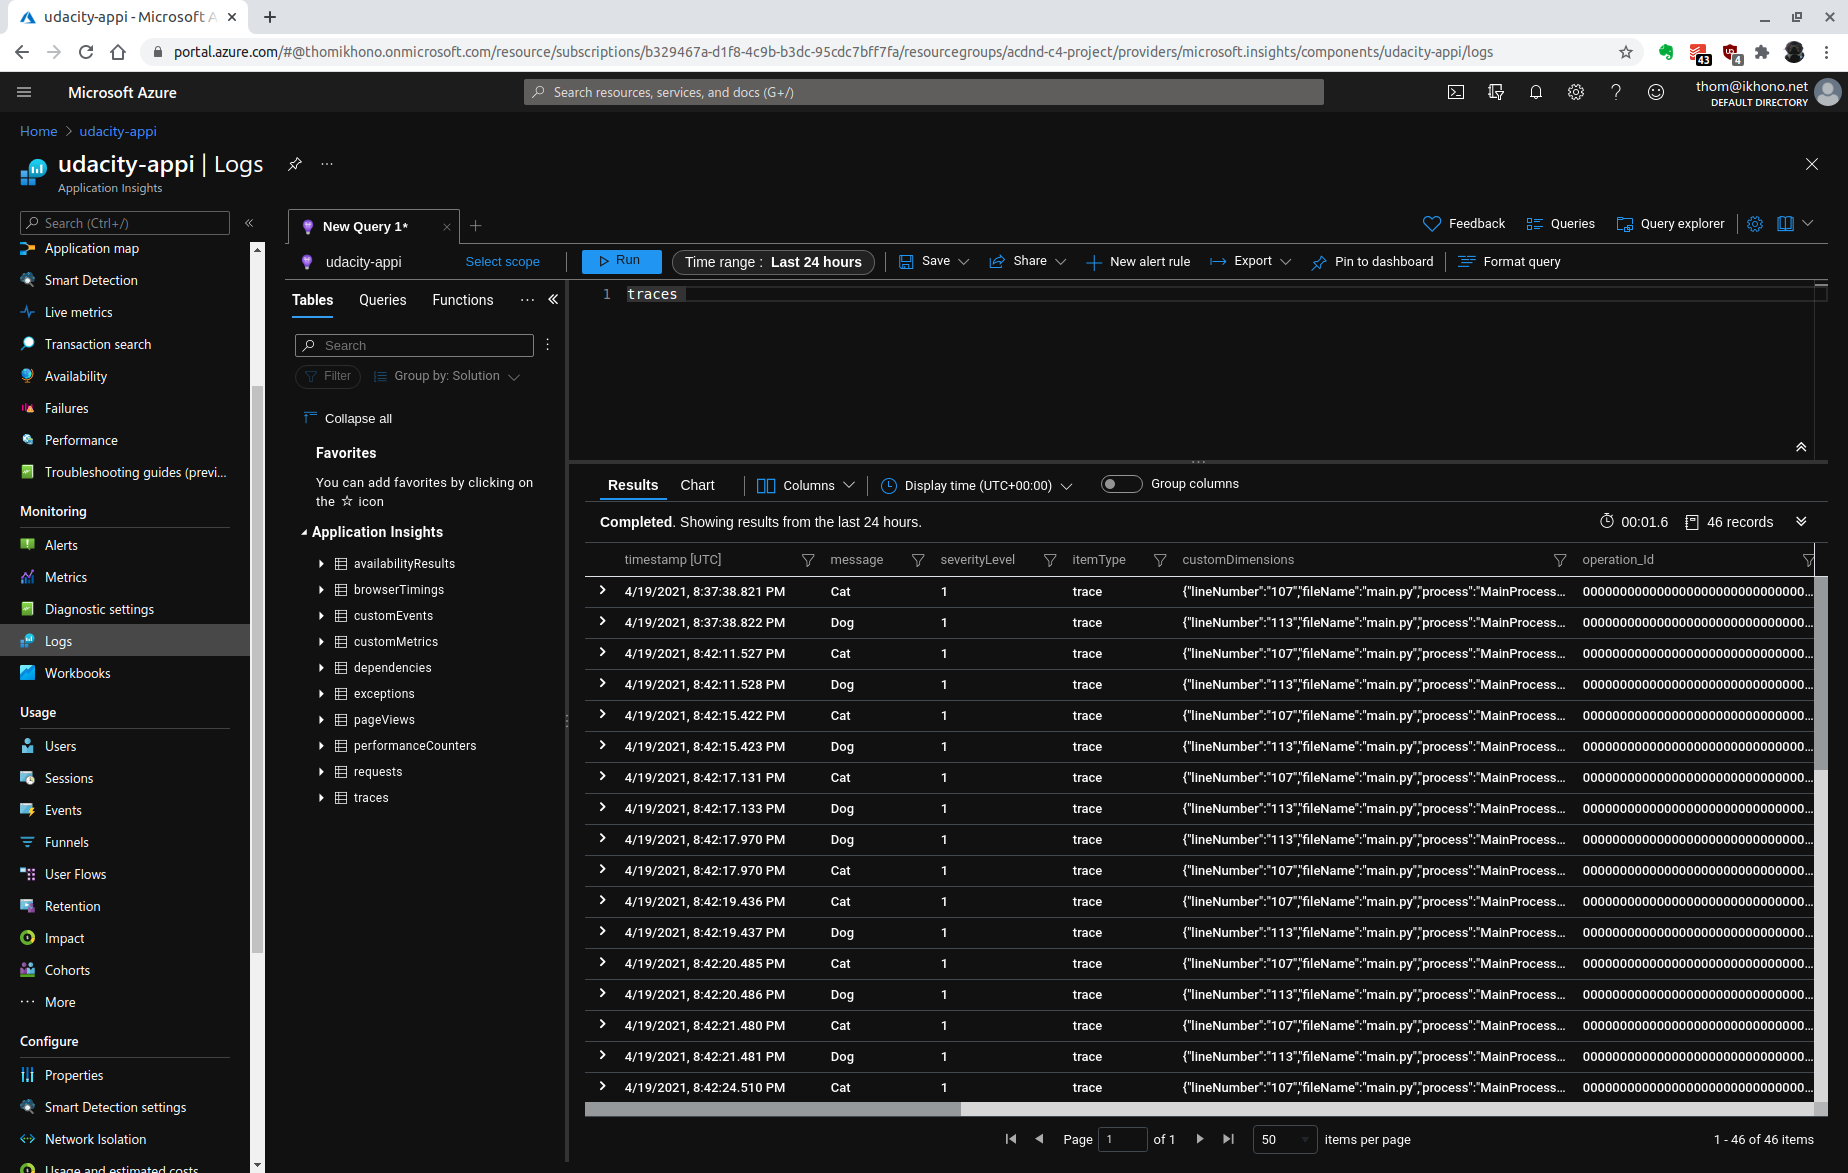 udacity-appi - Microsoft A
portal.azure.com/#@thomikhono.onmicrosoft.com/resource/subscriptions/b329467a-d1f8-4c9b-b3dc-95cdc7bff7fa/resourcegroups/acdnd-c4-project/providers/microsoft.insights/components/udacity-appi/logs
43
4
Microsoft Azure
Search resources, services, and docs (G+/)
thom@ikhono.net
DEFAULT DIRECTORY
Home > udacity-appi
udacity-appi | Logs
Application Insights
Search (Ctrl+/)
Application map
Smart Detection
Live metrics
Transaction search
Availability
Failures
Performance
Troubleshooting guides (previ...
Monitoring
Alerts
Metrics
Diagnostic settings
Logs
Workbooks
Usage
Users
Sessions
Events
Funnels
User Flows
Retention
Impact
Cohorts
More
Configure
Properties
Smart Detection settings
Network Isolation
Usage and estimated costs
New Query 1*
Feedback
Queries
Query explorer
udacity-appi
Select scope
Run
Time range : Last 24 hours
Save
Share
New alert rule
Export
Pin to dashboard
Format query
Tables Queries Functions
Search
Filter
Group by: Solution
Collapse all
Favorites
You can add favorites by clicking on
the ☆ icon
Application Insights
availabilityResults
browserTimings
customEvents
customMetrics
dependencies
exceptions
pageViews
performanceCounters
requests
traces
1 traces
Results Chart Columns Display time (UTC+00:00) Group columns
Completed. Showing results from the last 24 hours. 00:01.6 46 records
timestamp [UTC] message severityLevel itemType customDimensions operation_Id
4/19/2021, 8:37:38.821 PM Cat 1 trace {"lineNumber":"107","fileName":"main.py","process":"MainProcess... 0000000000000000000000000000...
4/19/2021, 8:37:38.822 PM Dog 1 trace {"lineNumber":"113","fileName":"main.py","process":"MainProcess... 0000000000000000000000000000...
4/19/2021, 8:42:11.527 PM Cat 1 trace {"lineNumber":"107","fileName":"main.py","process":"MainProcess... 0000000000000000000000000000...
4/19/2021, 8:42:11.528 PM Dog 1 trace {"lineNumber":"113","fileName":"main.py","process":"MainProcess... 0000000000000000000000000000...
4/19/2021, 8:42:15.422 PM Cat 1 trace {"lineNumber":"107","fileName":"main.py","process":"MainProcess... 0000000000000000000000000000...
4/19/2021, 8:42:15.423 PM Dog 1 trace {"lineNumber":"113","fileName":"main.py","process":"MainProcess... 0000000000000000000000000000...
4/19/2021, 8:42:17.131 PM Cat 1 trace {"lineNumber":"107","fileName":"main.py","process":"MainProcess... 0000000000000000000000000000...
4/19/2021, 8:42:17.133 PM Dog 1 trace {"lineNumber":"113","fileName":"main.py","process":"MainProcess... 0000000000000000000000000000...
4/19/2021, 8:42:17.970 PM Dog 1 trace {"lineNumber":"113","fileName":"main.py","process":"MainProcess... 0000000000000000000000000000...
4/19/2021, 8:42:17.970 PM Cat 1 trace {"lineNumber":"107","fileName":"main.py","process":"MainProcess... 0000000000000000000000000000...
4/19/2021, 8:42:19.436 PM Cat 1 trace {"lineNumber":"107","fileName":"main.py","process":"MainProcess... 0000000000000000000000000000...
4/19/2021, 8:42:19.437 PM Dog 1 trace {"lineNumber":"113","fileName":"main.py","process":"MainProcess... 0000000000000000000000000000...
4/19/2021, 8:42:20.485 PM Cat 1 trace {"lineNumber":"107","fileName":"main.py","process":"MainProcess... 0000000000000000000000000000...
4/19/2021, 8:42:20.486 PM Dog 1 trace {"lineNumber":"113","fileName":"main.py","process":"MainProcess... 0000000000000000000000000000...
4/19/2021, 8:42:21.480 PM Cat 1 trace {"lineNumber":"107","fileName":"main.py","process":"MainProcess... 0000000000000000000000000000...
4/19/2021, 8:42:21.481 PM Dog 1 trace {"lineNumber":"113","fileName":"main.py","process":"MainProcess... 0000000000000000000000000000...
4/19/2021, 8:42:24.510 PM Cat 1 trace {"lineNumber":"107","fileName":"main.py","process":"MainProcess... 0000000000000000000000000000...
Page 1 of 1 50 items per page 1 - 46 of 46 items